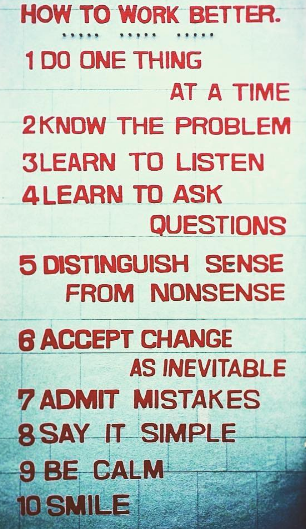 HOW TO WORK BETTER.
1 DO ONE THING
AT A TIME
2 KNOW THE PROBLEM
3 LEARN TO LISTEN
4 LEARN TO ASK
QUESTIONS
5 DISTINGUISH SENSE
FROM NONSENSE
6 ACCEPT CHANGE
AS INEVITABLE
7 ADMIT MISTAKES
8 SAY IT SIMPLE
9 BE CALM
10 SMILE